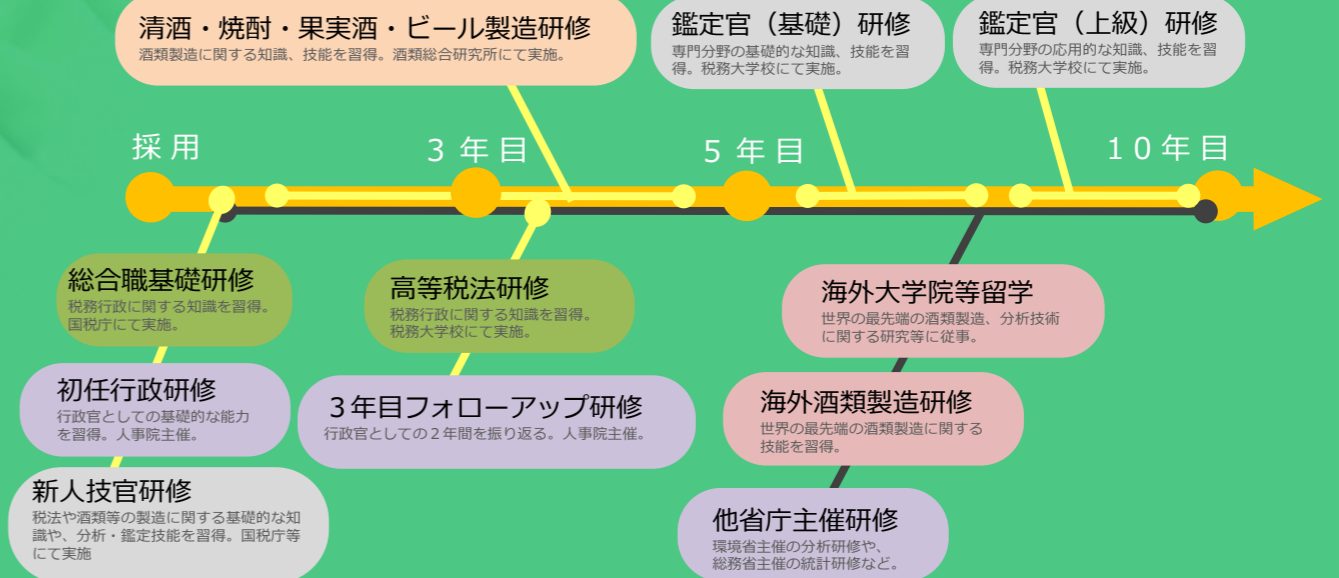 清酒・焼酎・果実酒・ビール製造研修
酒類製造に関する知識、技能を習得。酒類総合研究所にて実施。
鑑定官（基礎）研修
専門分野の基礎的な知識、技能を習
得。税務大学校にて実施。
鑑定官（上級）研修
専門分野の応用的な知識、技能を習
得。税務大学校にて実施。
採用
３年目
５年目
１０年目
総合職基礎研修
税務行政に関する知識を習得。
国税庁にて実施。
高等税法研修
税務行政に関する知識を習得。
税務大学校にて実施。
海外大学院等留学
世界の最先端の酒類製造、分析技術
に関する研究等に従事。
初任行政研修
行政官としての基礎的な能力
を習得。人事院主催。
３年目フォローアップ研修
行政官としての２年間を振り返る。人事院主催。
海外酒類製造研修
世界の最先端の酒類製造に関する
技能を習得。
新人技官研修
税法や酒類等の製造に関する基礎的な知
識や、分析・鑑定技能を習得。国税庁等
にて実施
他省庁主催研修
環境省主催の分析研修や、
総務省主催の統計研修など。